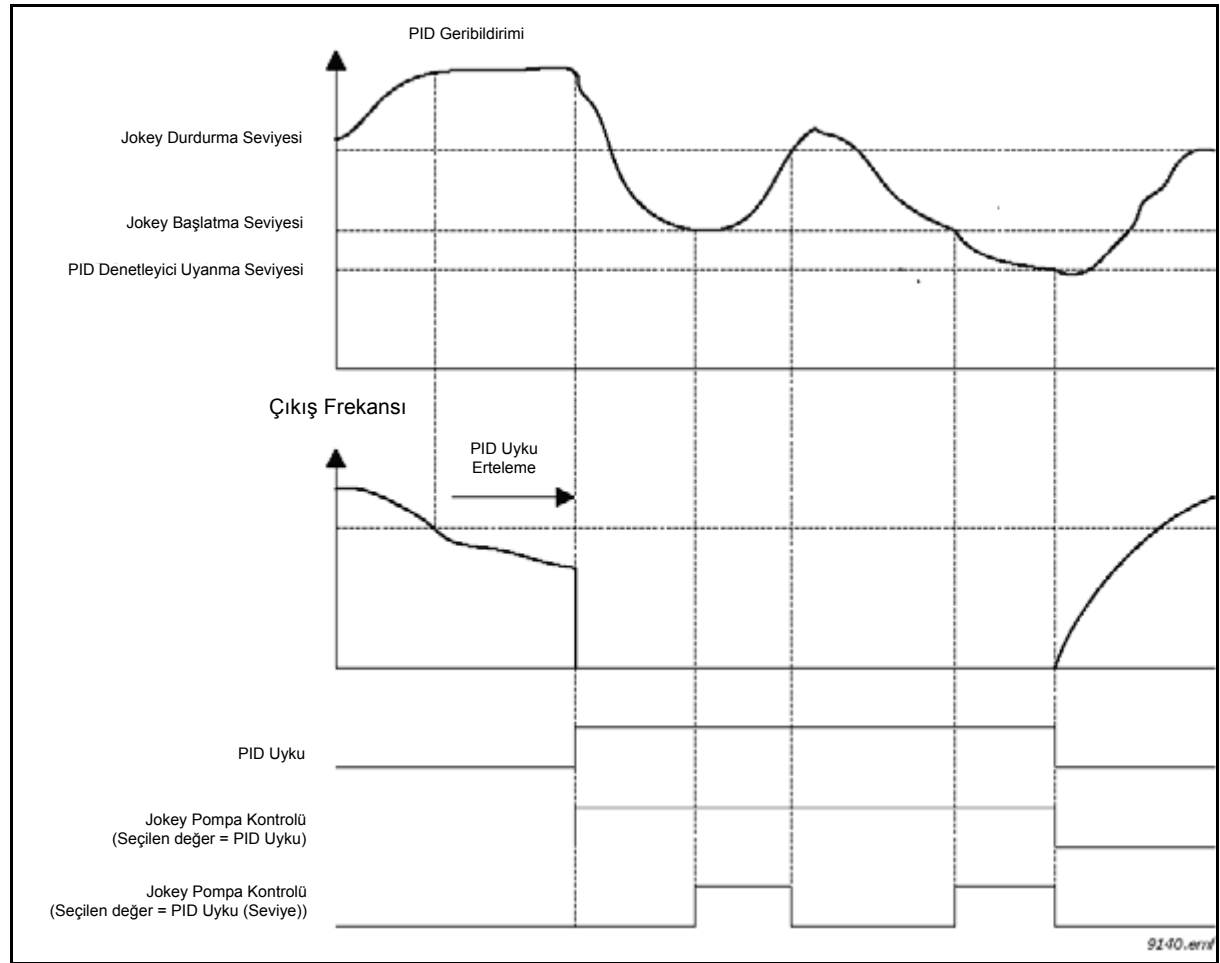 PID Geribildirimi
Jokey Durdurma Seviyesi
Jokey Başlatma Seviyesi
PID Denetleyici Uyanma Seviyesi
Çıkış Frekansı
PID Uyku
Erteleme
PID Uyku
Jokey Pompa Kontrolü
(Seçilen değer = PID Uyku)
Jokey Pompa Kontrolü
(Seçilen değer = PID Uyku (Seviye))
9140.emf